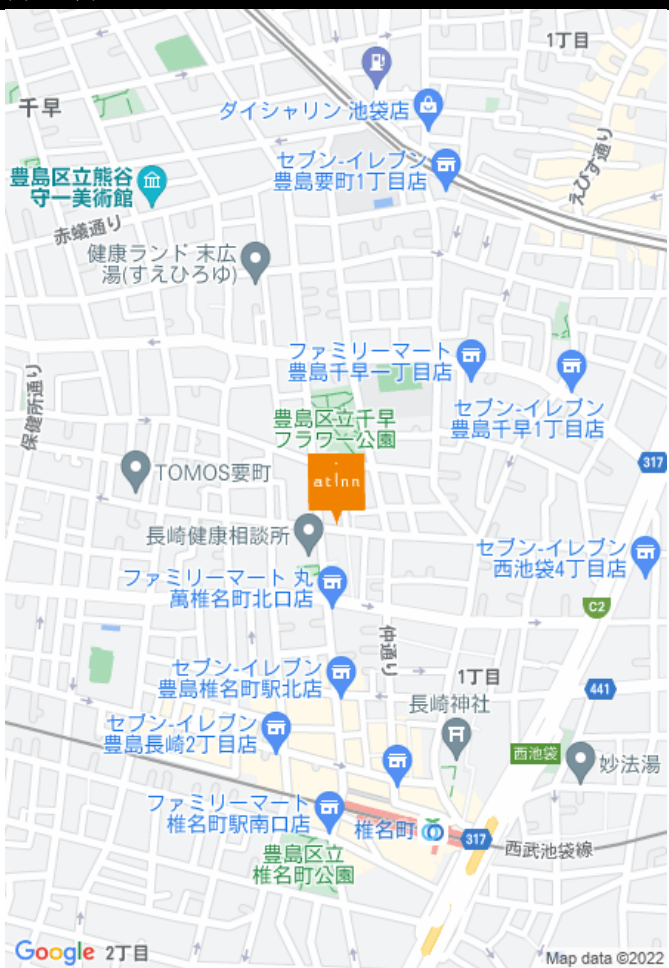 1丁目
千早
ダイシャリン 池袋店
セブン-イレブン
豊島要町1丁目店
えびす通り
豊島区立熊谷
守一美術館
赤蟻通り
健康ランド 末広
湯(すえひろゆ)
ファミリーマート
豊島千早一丁目店
保健所通り
セブン-イレブン
豊島千早1丁目店
豊島区立千早
フラワー公園
317
TOMOS要町
at Inn
長崎健康相談所
セブン-イレブン
西池袋4丁目店
ファミリーマート 丸
萬椎名町北口店
C2
仲通り
セブン-イレブン
豊島椎名町駅北店
1丁目
441
長崎神社
セブン-イレブン
豊島長崎2丁目店
西池袋
妙法湯
ファミリーマート
椎名町駅南口店
椎名町
317
西武池袋線
豊島区立
椎名町公園
Google
2丁目
Map data ©2022